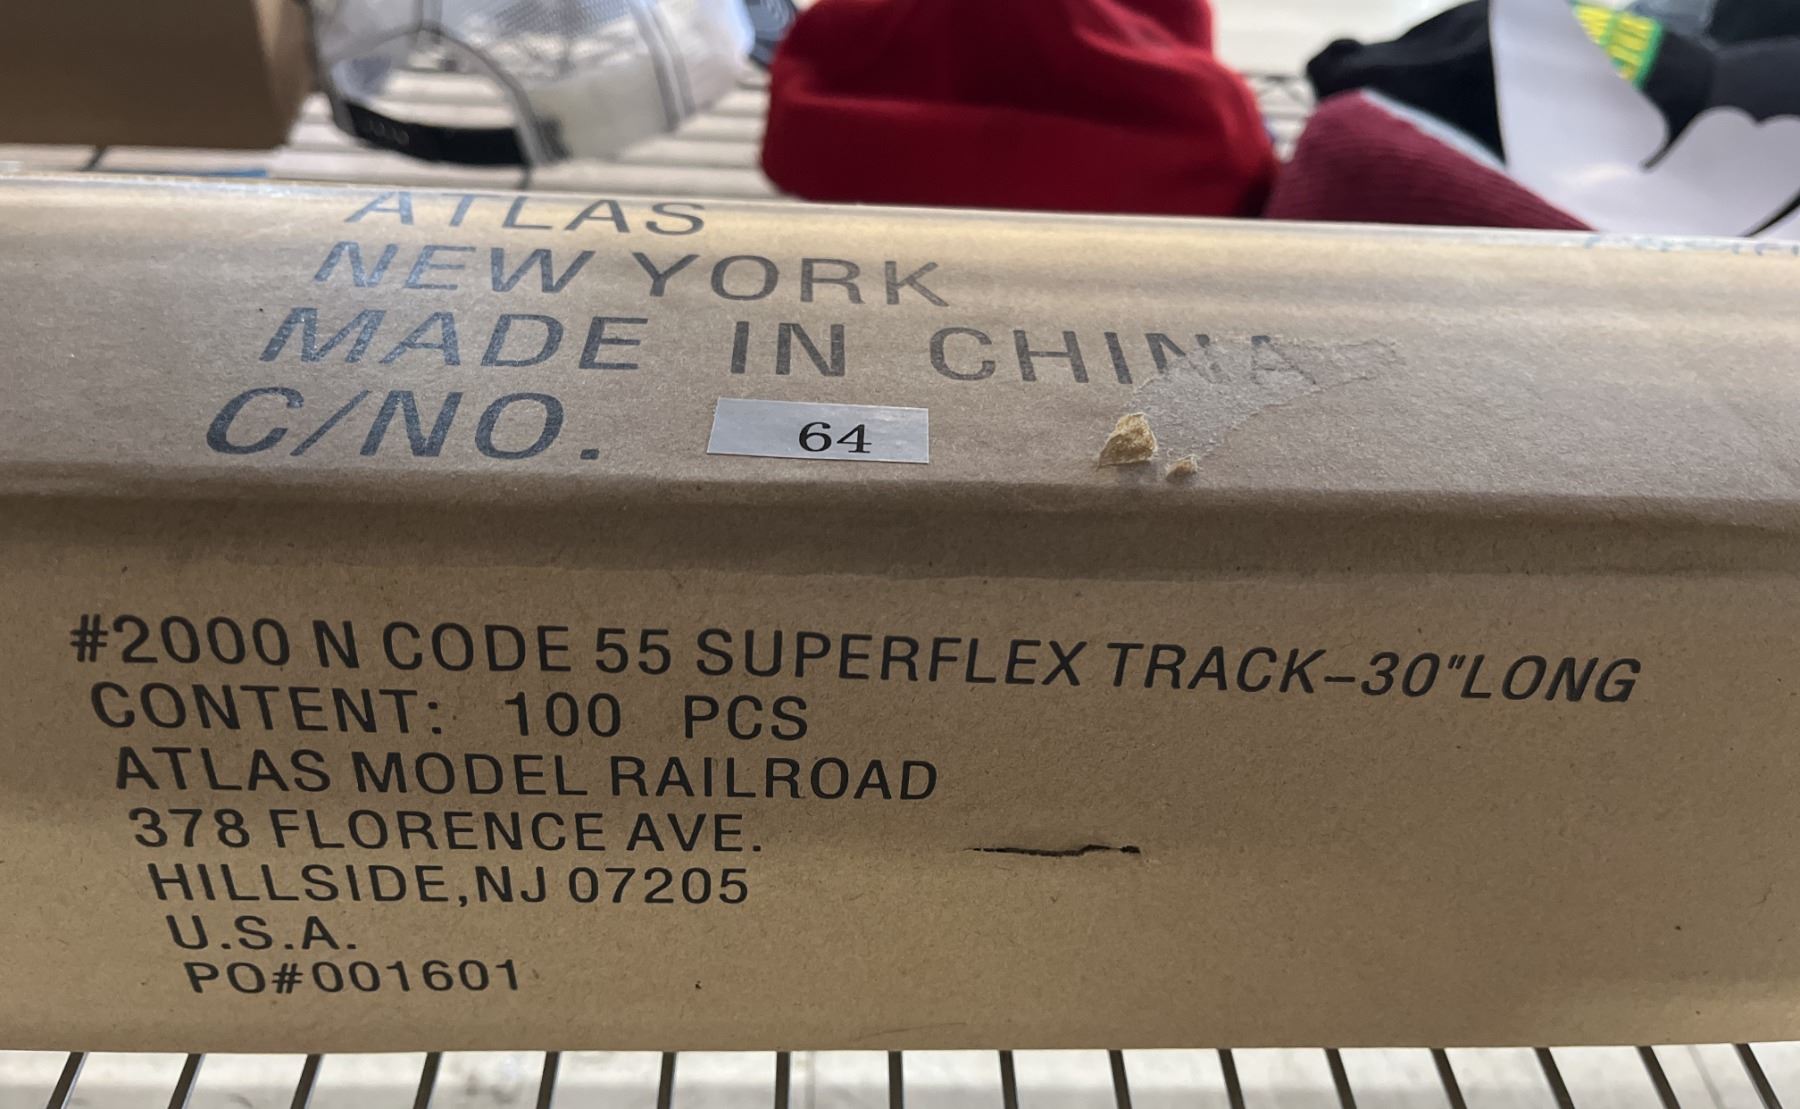 ATLAS
NEW YORK
MADE IN CHINA
C/NO. 64
#2000 N CODE 55 SUPERFLEX TRACK-30"LONG
CONTENT: 100 PCS
ATLAS MODEL RAILROAD
378 FLORENCE AVE.
HILLSIDE,NJ 07205
U.S.A.
PO#001601